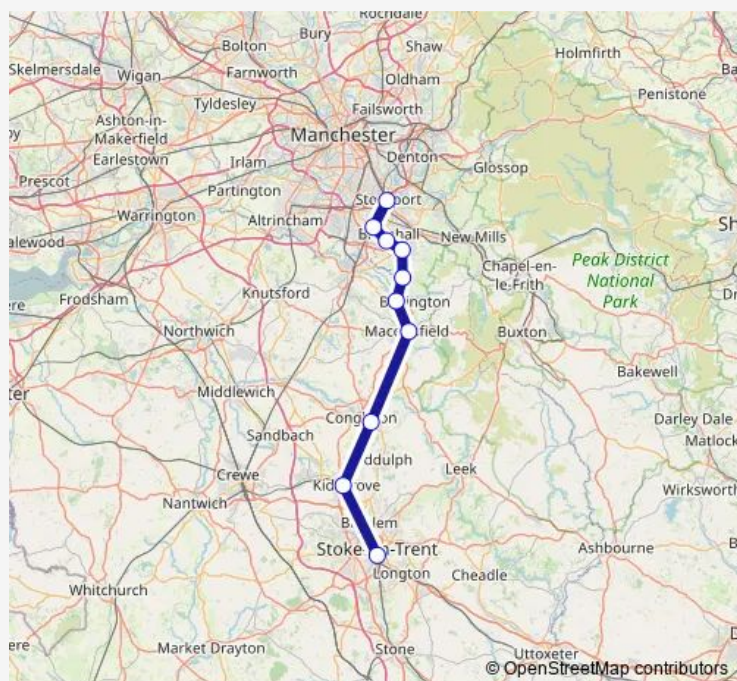 Rochdale
Bury
Bolton
Shaw
Holmfirth
Skelmersdale
Wigan
Farnworth
Oldham
Tyldesley
Failsworth
Penistone
Ashton-in-
Makerfield
Manchester
Earlestown
Irlam
Denton
Glossop
Prescot
Partington
Altrincham
Warrington
New Mills
Peak District
National
Park
Chapel-en-
le-Frith
Frodsham
Knutsford
Northwich
Buxton
Bakewell
Middlewich
Darley Dale
Sandbach
Matlock
Leek
Crewe
Nantwich
Wirksworth
Ashbourne
Longton
Cheadle
Whitchurch
Market Drayton
Stone
Uttoxeter
© OpenStreetMap contributors